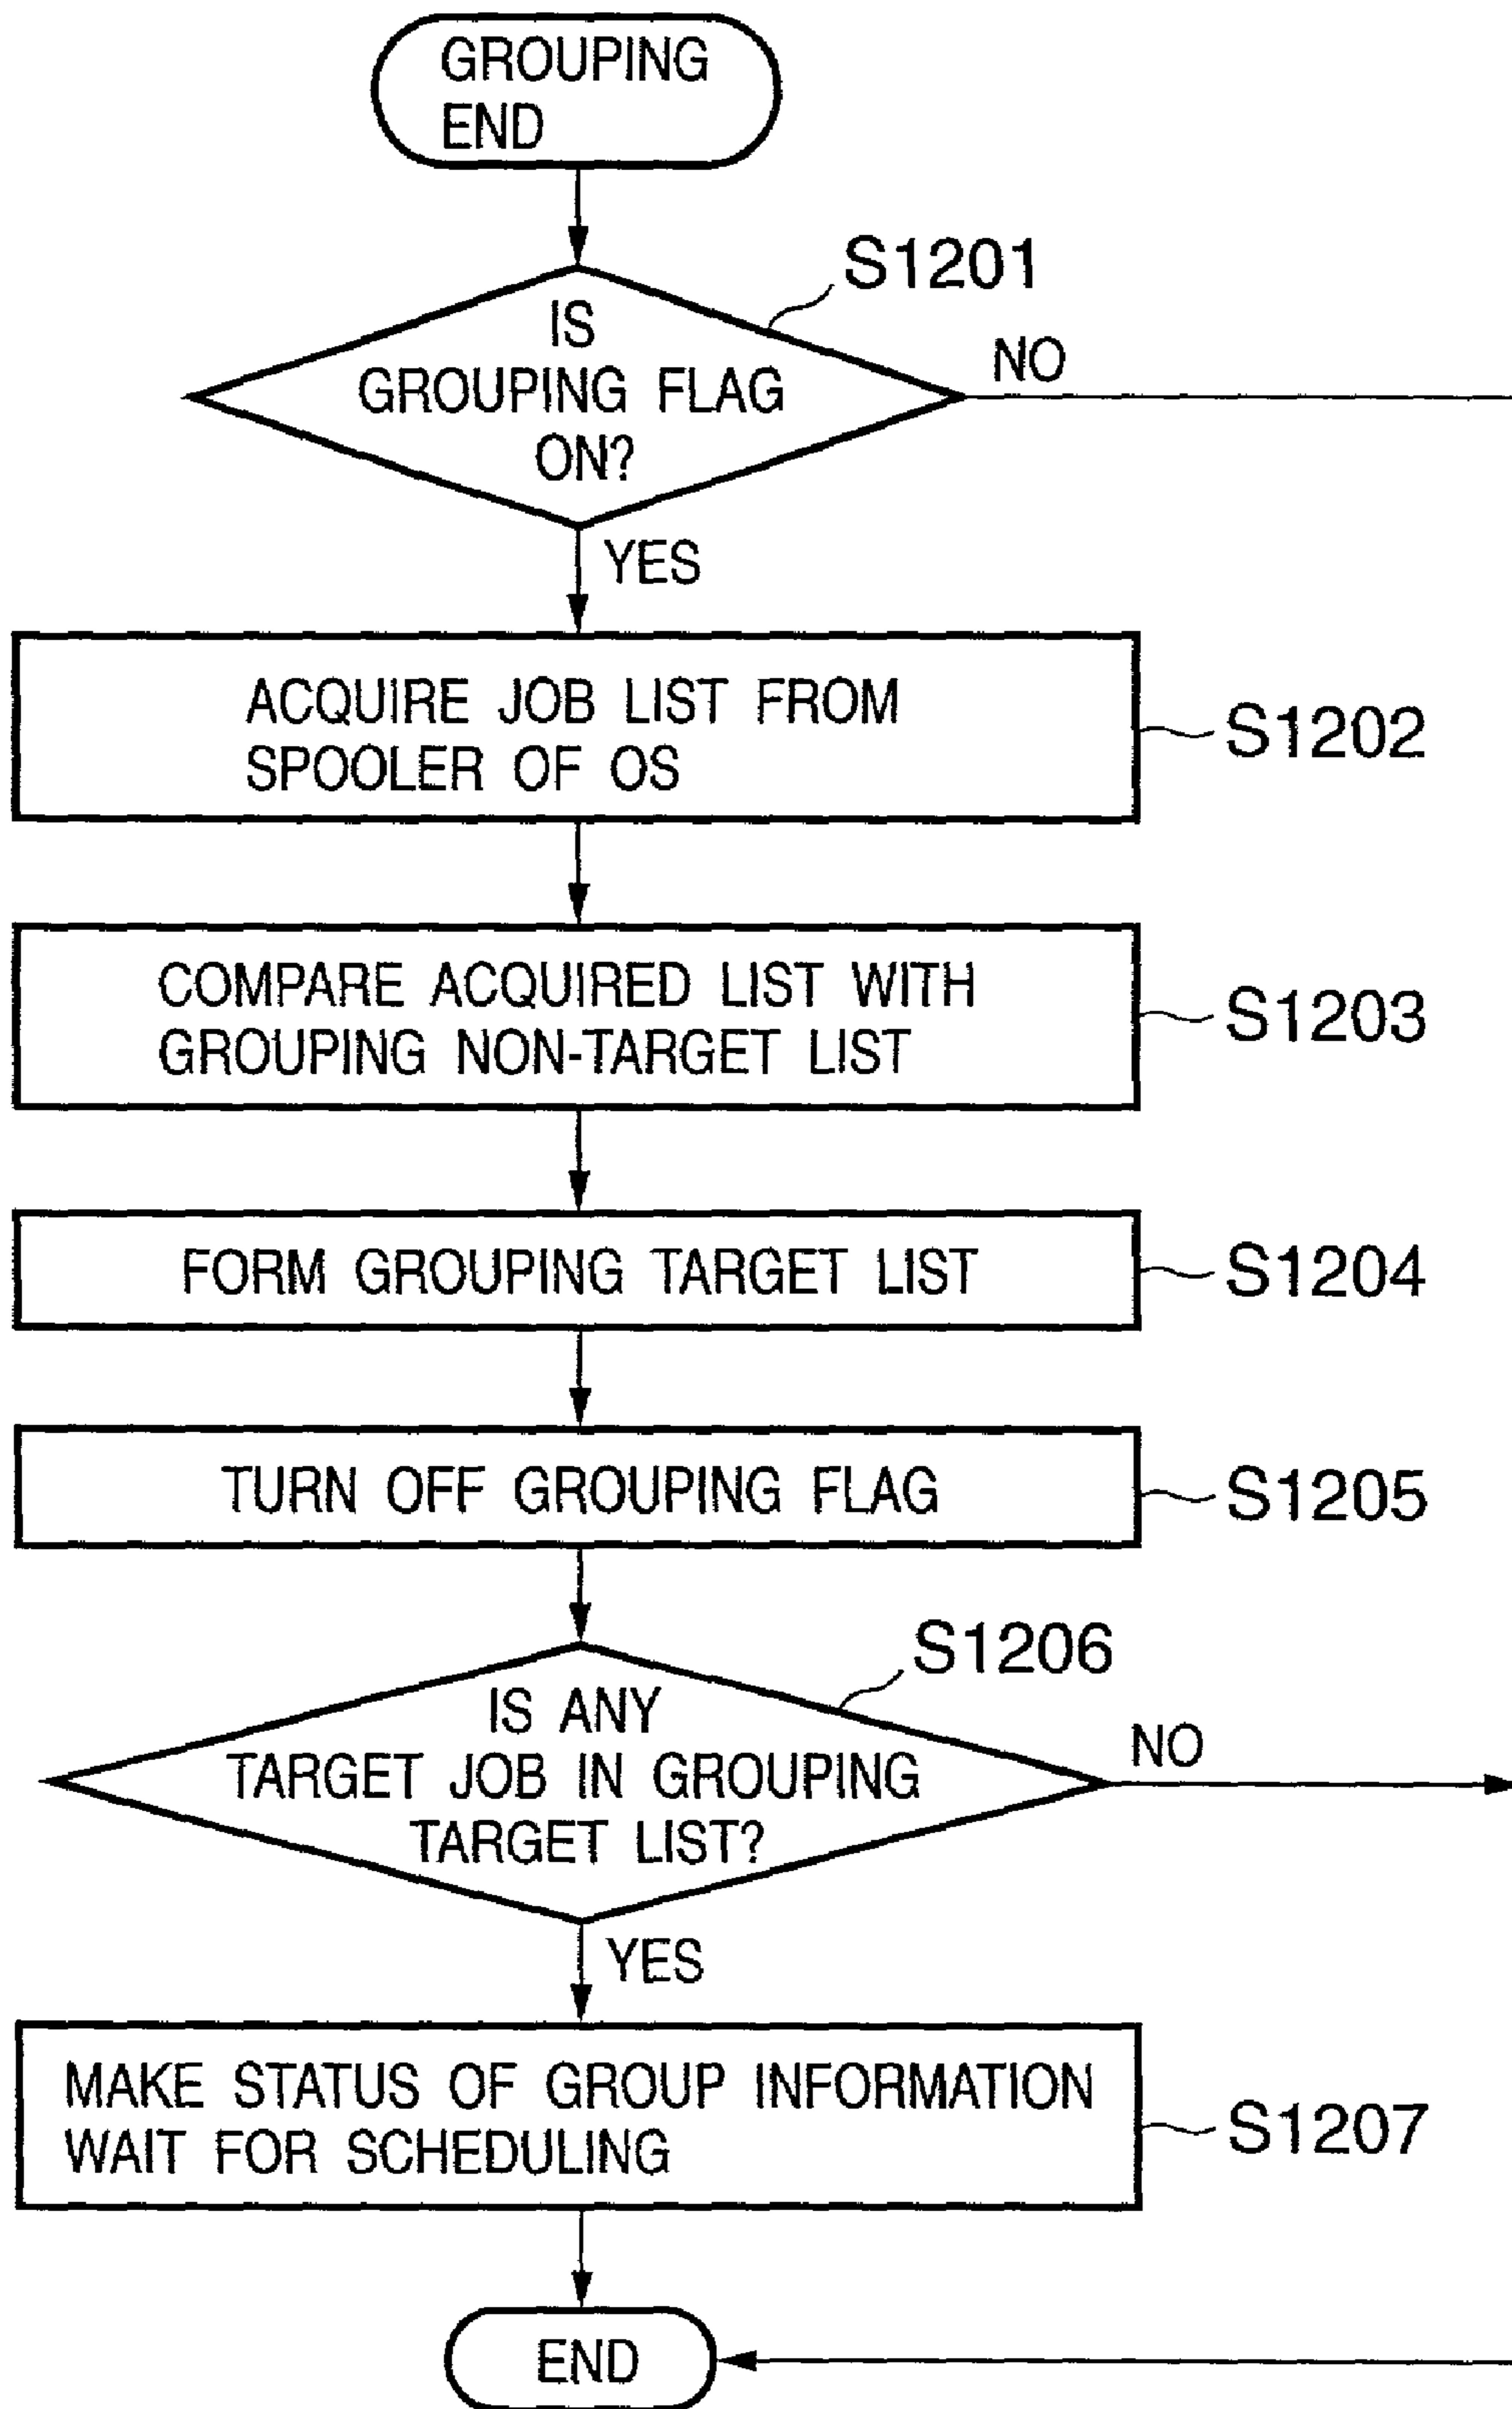 GROUPING
END
S1201
IS
GROUPING FLAG
ON?
NO
YES
ACQUIRE JOB LIST FROM
SPOOLER OF OS
S1202
COMPARE ACQUIRED LIST WITH
GROUPING NON-TARGET LIST
S1203
FORM GROUPING TARGET LIST
S1204
TURN OFF GROUPING FLAG
S1205
S1206
IS ANY
TARGET JOB IN GROUPING
TARGET LIST?
NO
YES
MAKE STATUS OF GROUP INFORMATION
WAIT FOR SCHEDULING
S1207
END